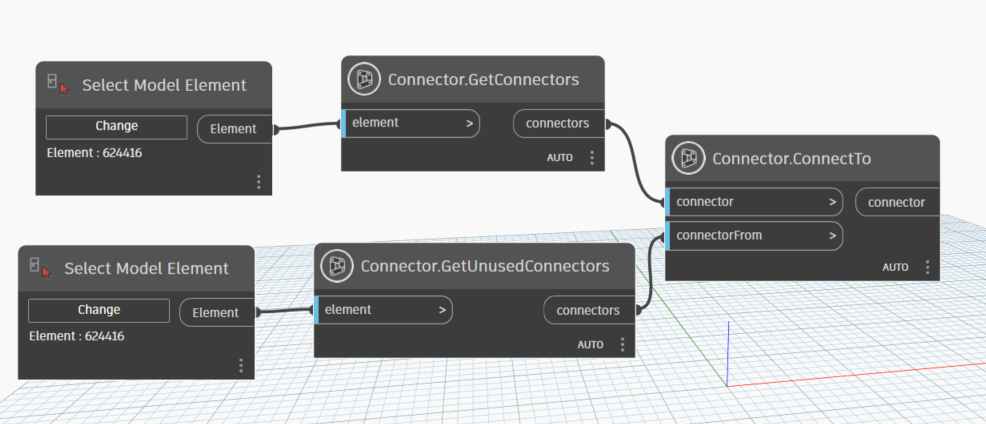 Select Model Element
Change
Element
Element : 624416
Connector.GetConnectors
element >
connectors
AUTO
Connector.ConnectTo
connector >
connector
connectorFrom >
AUTO
Select Model Element
Change
Element
Element : 624416
Connector.GetUnusedConnectors
element >
connectors
AUTO